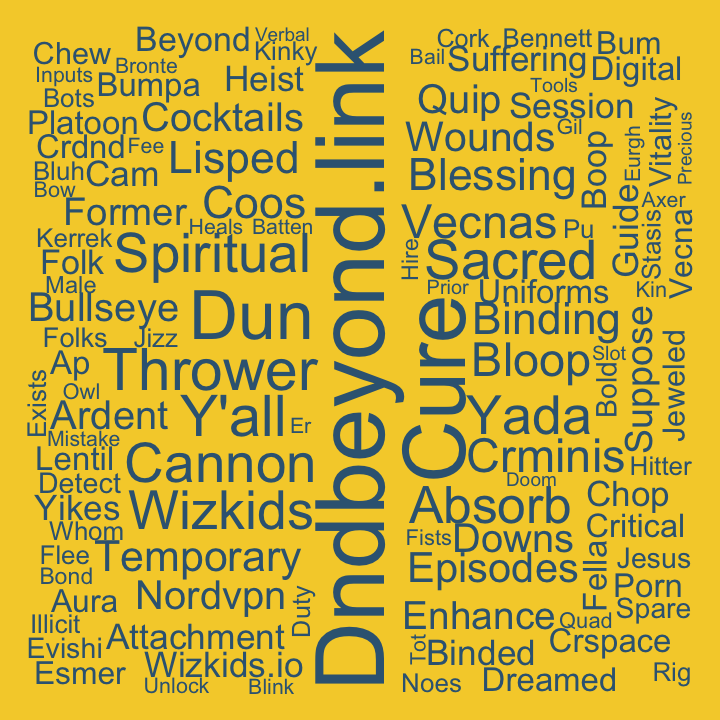 Beyond
Verbal
Kinky
Chew
Bronte
Inputs
Bumpa
Heist
Bots
Platoon
Cocktails
Crdnd
Fee
Lisped
Bluh
Cam
Bow
Former
Coos
Heals
Batten
Kerrek
Spiritual
Folk
Male
Bullseye
Dun
Folks
Jizz
Ap
Thrower
Owl
Exists
Ardent
Y'all
Er
Mistake
Lentil
Cannon
Detect
Yikes
Wizkids
Whom
Flee
Temporary
Bond
Aura
Nordvpn
Duty
Illicit
Evishi
Attachment
Esmer
Wizkids.io
Unlock
Blink
Dndbeyond.link
Cork
Bennett
Bum
Bail
Suffering
Digital
Tools
Quip
Session
Gil
Wounds
Boop
Eurgh
Vitality
Precious
Blessing
Guide
Axer
Stasis
Vecna
Vecnas
Pu
Hire
Sacred
Prior
Uniforms
Kin
Cure
Binding
Suppose
Jeweled
Bloop
Slot
Bold
Yada
Crminis
Hitter
Doom
Absorb
Chop
Fists
Downs
Critical
Episodes
Fella
Jesus
Porn
Enhance
Quad
Spare
Tot
Binded
Crspace
Noes
Dreamed
Rig